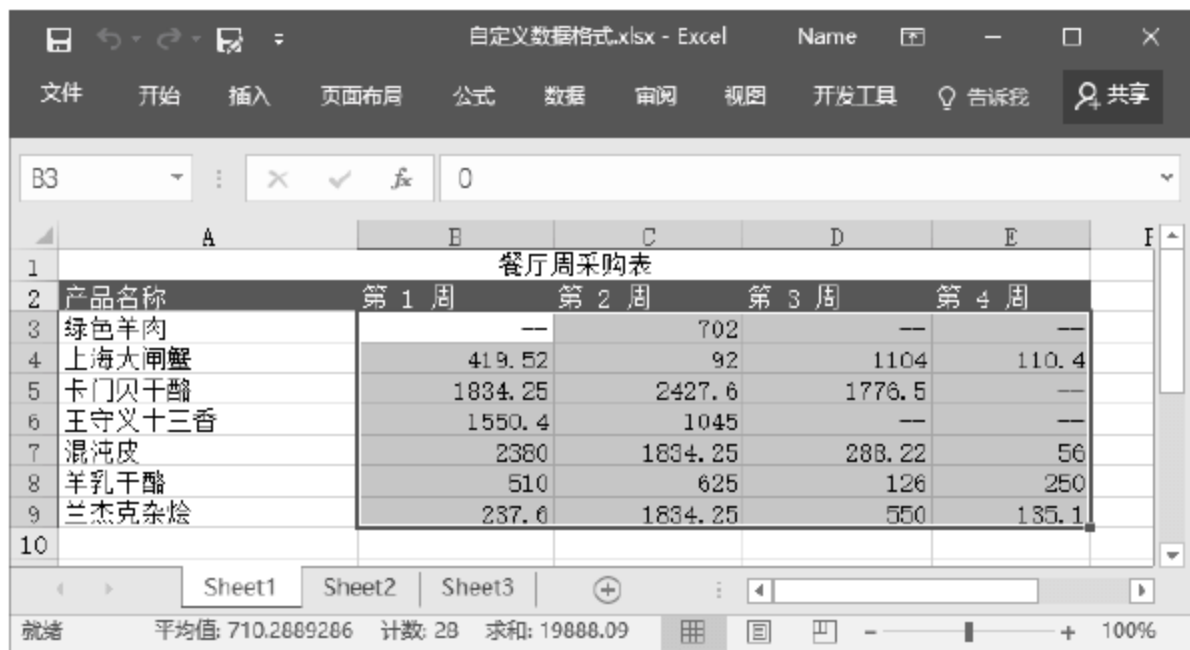 自定义数据格式.xlsx - Excel Name
文件 开始 插入 页面布局 公式 数据 审阅 视图 开发工具 告诉我 共享
B3 fx 0
A B C D E F
1 餐厅周采购表
2 产品名称 第 1 周 第 2 周 第 3 周 第 4 周
3 绿色羊肉 -- 702 -- --
4 上海大闸蟹 419.52 92 1104 110.4
5 卡门贝干酪 1834.25 2427.6 1776.5 --
6 王守义十三香 1550.4 1045 -- --
7 混沌皮 2380 1834.25 288.22 56
8 羊乳干酪 510 625 126 250
9 兰杰克杂烩 237.6 1834.25 550 135.1
10
Sheet1 Sheet2 Sheet3
就绪 平均值: 710.2889286 计数: 28 求和: 19888.09 100%